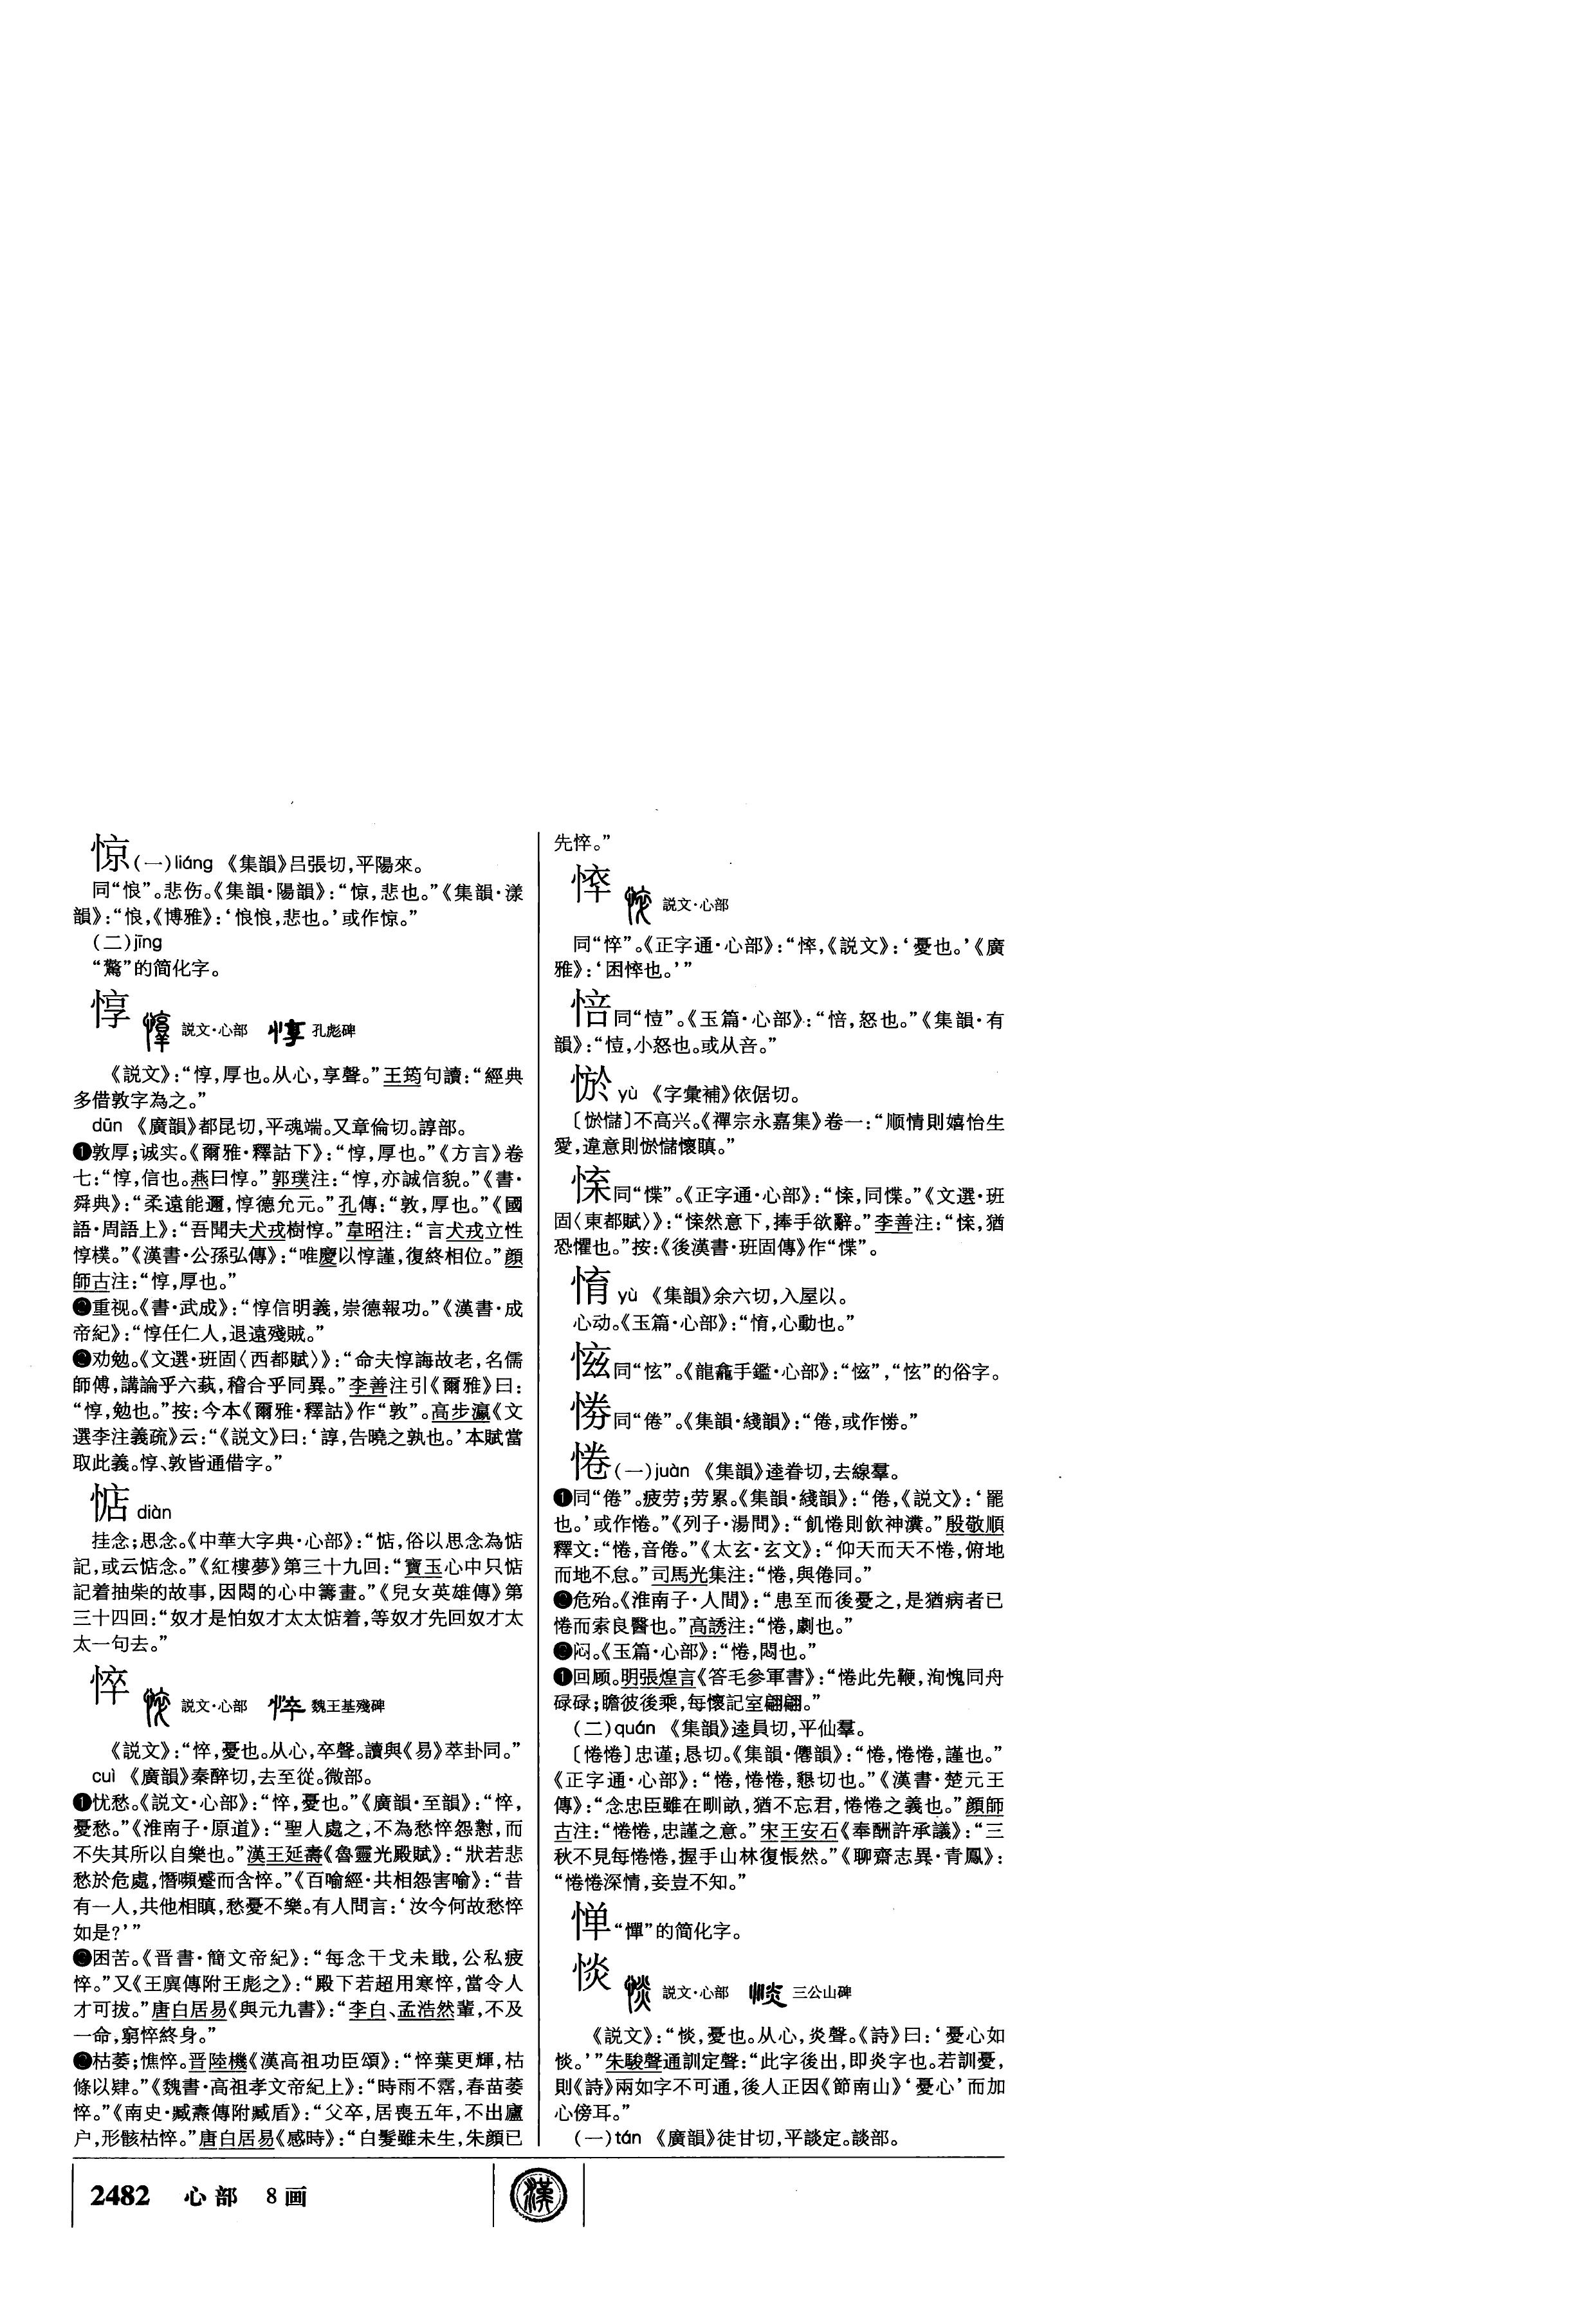 惊(一)liáng 《集韻》吕張切,平陽來。
同“悢”。悲伤。《集韻·陽韻》:“惊,悲也。”《集韻·漾
韻》:“悢,《博雅》:‘悢悢,悲也。’或作惊。”
(二)jīng
“驚”的简化字。
惇 説文·心部 孔彪碑
《説文》:“惇,厚也。从心,享聲。”王筠句讀:“經典
多借敦字為之。”
dūn 《廣韻》都昆切,平魂端。又章倫切。諄部。
❶敦厚;诚实。《爾雅·釋詁下》:“惇,厚也。”《方言》卷
七:“惇,信也。燕曰惇。”郭璞注:“惇,亦誠信貌。”《書·
舜典》:“柔遠能邇,惇德允元。”孔傳:“敦,厚也。”《國
語·周語上》:“吾聞夫犬戎樹惇。”韋昭注:“言犬戎立性
惇樸。”《漢書·公孫弘傳》:“唯慶以惇謹,復終相位。”顔
師古注:“惇,厚也。”
❷重视。《書·武成》:“惇信明義,崇德報功。”《漢書·成
帝紀》:“惇任仁人,退遠殘賊。”
❷劝勉。《文選·班固〈西都賦〉》:“命夫惇誨故老,名儒
師傅,講論乎六蓺,稽合乎同異。”李善注引《爾雅》曰:
“惇,勉也。”按:今本《爾雅·釋詁》作“敦”。高步瀛《文
選李注義疏》云:“《説文》曰:‘諄,告曉之孰也。’本賦當
取此義。惇、敦皆通借字。”
惦 diàn
挂念;思念。《中華大字典·心部》:“惦,俗以思念為惦
記,或云惦念。”《紅樓夢》第三十九回:“寶玉心中只惦
記着抽柴的故事,因悶的心中籌畫。”《兒女英雄傳》第
三十四回:“奴才是怕奴才太太惦着,等奴才先回奴才太
太一句去。”
悴 説文·心部 魏王基殘碑
《説文》:“悴,憂也。从心,卒聲。讀與《易》萃卦同。”
cuì 《廣韻》秦醉切,去至從。微部。
❶忧愁。《説文·心部》:“悴,憂也。”《廣韻·至韻》:“悴,
憂愁。”《淮南子·原道》:“聖人處之,不為愁悴怨懟,而
不失其所以自樂也。”漢王延壽《魯靈光殿賦》:“狀若悲
愁於危處,憯嚬蹙而含悴。”《百喻經·共相怨害喻》:“昔
有一人,共他相瞋,愁憂不樂。有人問言:‘汝今何故愁悴
如是?’”
❷困苦。《晋書·簡文帝紀》:“每念干戈未戢,公私疲
悴。”又《王廙傳附王彪之》:“殿下若超用寒悴,當令人
才可拔。”唐白居易《與元九書》:“李白、孟浩然輩,不及
一命,窮悴終身。”
❷枯萎;憔悴。晋陸機《漢高祖功臣頌》:“悴葉更輝,枯
條以肄。”《魏書·高祖孝文帝紀上》:“時雨不霑,春苗萎
悴。”《南史·臧燾傳附臧盾》:“父卒,居喪五年,不出廬
户,形骸枯悴。”唐白居易《感時》:“白髮雖未生,朱顔已
先悴。”
㥞 説文·心部
同“悴”。《正字通·心部》:“㥞,《説文》:‘憂也。’《廣
雅》:‘困㥞也。’”
㕻同“㰴”。《玉篇·心部》:“怒也。”《集韻·有
韻》:“小怒也。或从咅。”
yù 《字彙補》依倨切。
不高兴。《禪宗永嘉集》卷一:“顺情則嬉怡生
愛,違意則懷瞋。”
同“惵”。《正字通·心部》:“同惵。”《文選·班
固〈東都賦〉》:“然意下,捧手欲辭。”李善注:“猶
恐懼也。”按:《後漢書·班固傳》作“惵”。
yù 《集韻》余六切,入屋以。
心动。《玉篇·心部》:“心動也。”
同“怰”。《龍龕手鑑·心部》:“怰”的俗字。
同“倦”。《集韻·綫韻》:“倦,或作。”
惓(一)juàn 《集韻》逵眷切,去線羣。
❶同“倦”。疲劳;劳累。《集韻·綫韻》:“倦,《説文》:‘罷
也。’或作惓。”《列子·湯問》:“飢惓則飲神瀵。”殷敬順
釋文:“惓,音倦。”《太玄·玄文》:“仰天而天不惓,俯地
而地不怠。”司馬光集注:“惓,與倦同。”
❷危殆。《淮南子·人間》:“患至而後憂之,是猶病者已
惓而索良醫也。”高誘注:“惓,劇也。”
❷闷。《玉篇·心部》:“惓,悶也。”
❶回顾。明張煌言《答毛參軍書》:“惓此先鞭,洵愧同舟
碌碌;瞻彼後乘,每懷記室翩翩。”
(二)quán 《集韻》逵員切,平仙羣。
〔惓惓〕忠谨;恳切。《集韻·僊韻》:“惓,惓惓,謹也。”
《正字通·心部》:“惓,惓惓,懇切也。”《漢書·楚元王
傳》:“念忠臣雖在甽畝,猶不忘君,惓惓之義也。”顔師
古注:“惓惓,忠謹之意。”宋王安石《奉酬許承議》:“三
秋不見每惓惓,握手山林復悵然。”《聊齋志異·青鳳》:
“惓惓深情,妾豈不知。”
惮“憚”的简化字。
惔 説文·心部 三公山碑
《説文》:“惔,憂也。从心,炎聲。《詩》曰:‘憂心如
惔。’”朱駿聲通訓定聲:“此字後出,即炎字也。若訓憂,
則《詩》兩如字不可通,後人正因《節南山》‘憂心’而加
心傍耳。”
(一)tán 《廣韻》徒甘切,平談定。談部。
2482 心部 8画
漢